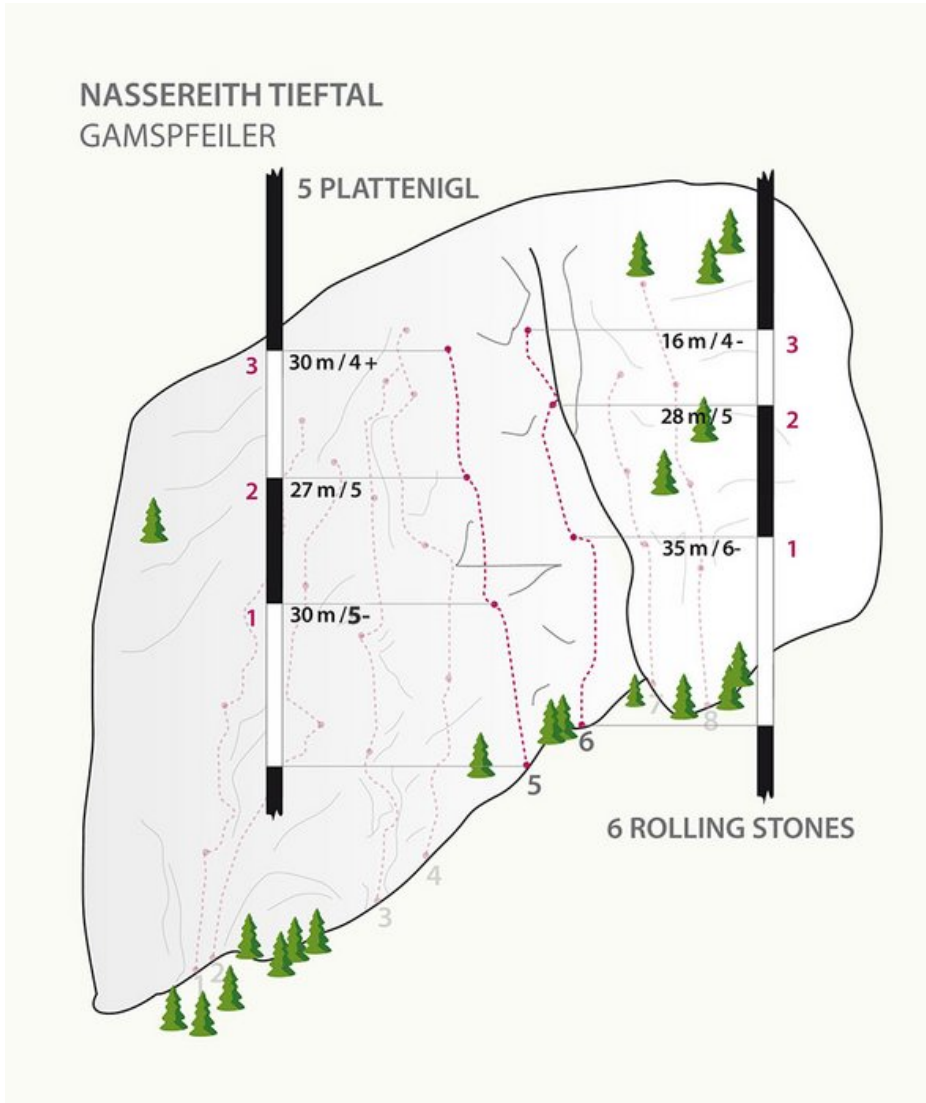 NASSEREITH TIEFTAL
GAMSPFEILER
5 PLATTENIGL
16 m / 4 -
3
3
30 m / 4 +
28 m / 5
2
2
27 m / 5
35 m / 6-
1
1
30 m / 5-
7
8
6
5
6 ROLLING STONES
4
3
2
1